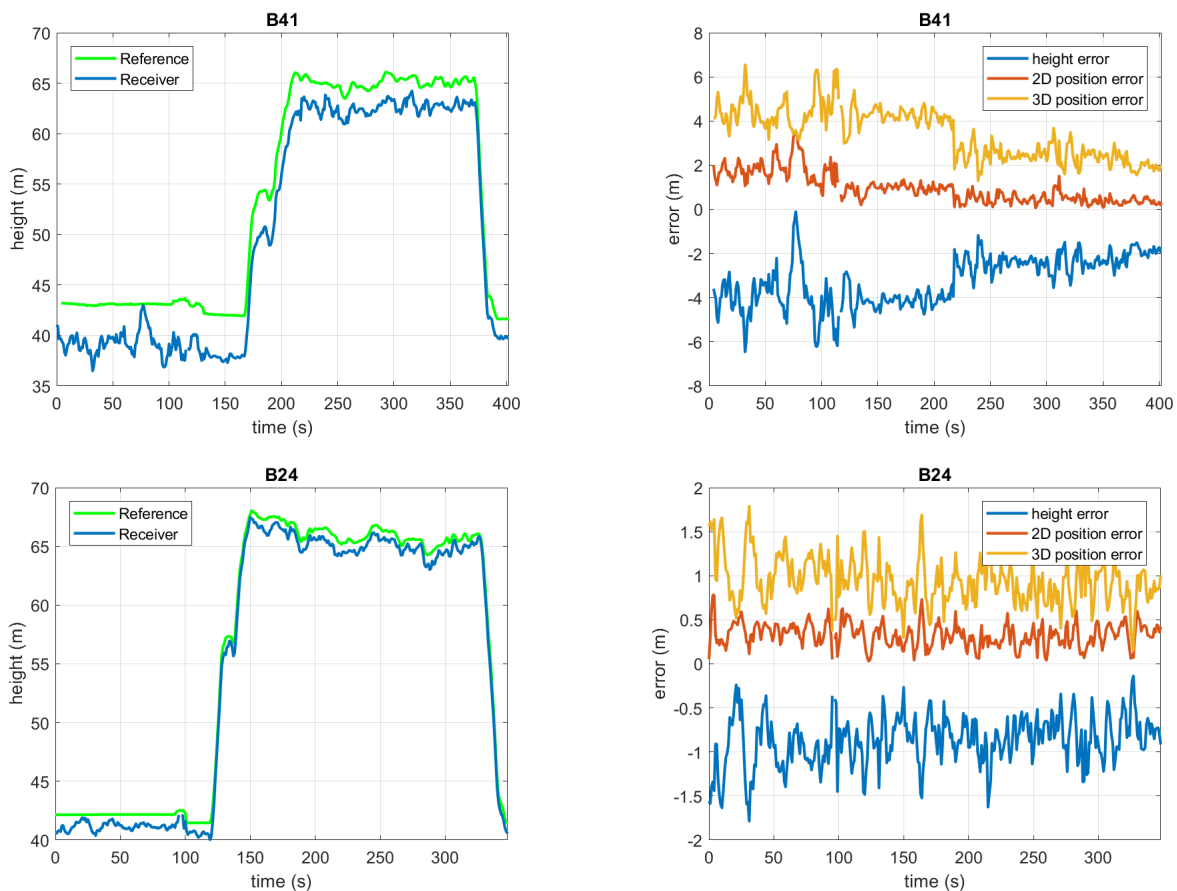 B41
70
65
60
55
50
45
40
35
height (m)
Reference
Receiver
0 50 100 150 200 250 300 350 400
time (s)
B41
8
6
4
2
0
-2
-4
-6
-8
error (m)
height error
2D position error
3D position error
0 50 100 150 200 250 300 350 400
time (s)
B24
70
65
60
55
50
45
40
height (m)
Reference
Receiver
0 50 100 150 200 250 300
time (s)
B24
2
1.5
1
0.5
0
-0.5
-1
-1.5
-2
error (m)
height error
2D position error
3D position error
0 50 100 150 200 250 300
time (s)